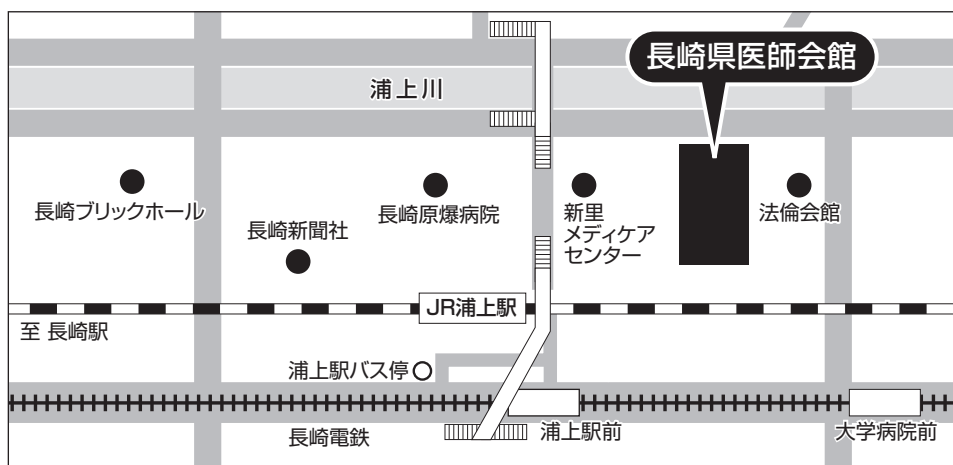 長崎県医師会館
浦上川
長崎ブリックホール
長崎新聞社
長崎原爆病院
新里
メディケア
センター
法倫会館
JR浦上駅
至 長崎駅
浦上駅バス停
長崎電鉄
浦上駅前
大学病院前